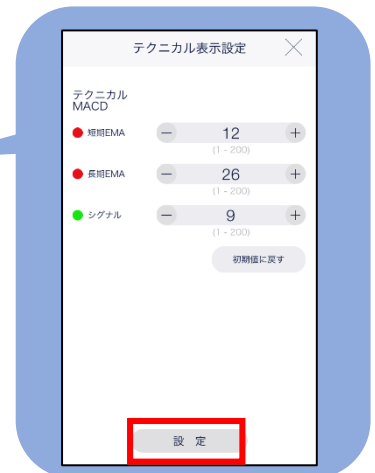 テクニカル表示設定
テクニカル
MACD
短期EMA － 12 ＋
(1 - 200)
長期EMA － 26 ＋
(1 - 200)
シグナル － 9 ＋
(1 - 200)
初期値に戻す
設 定